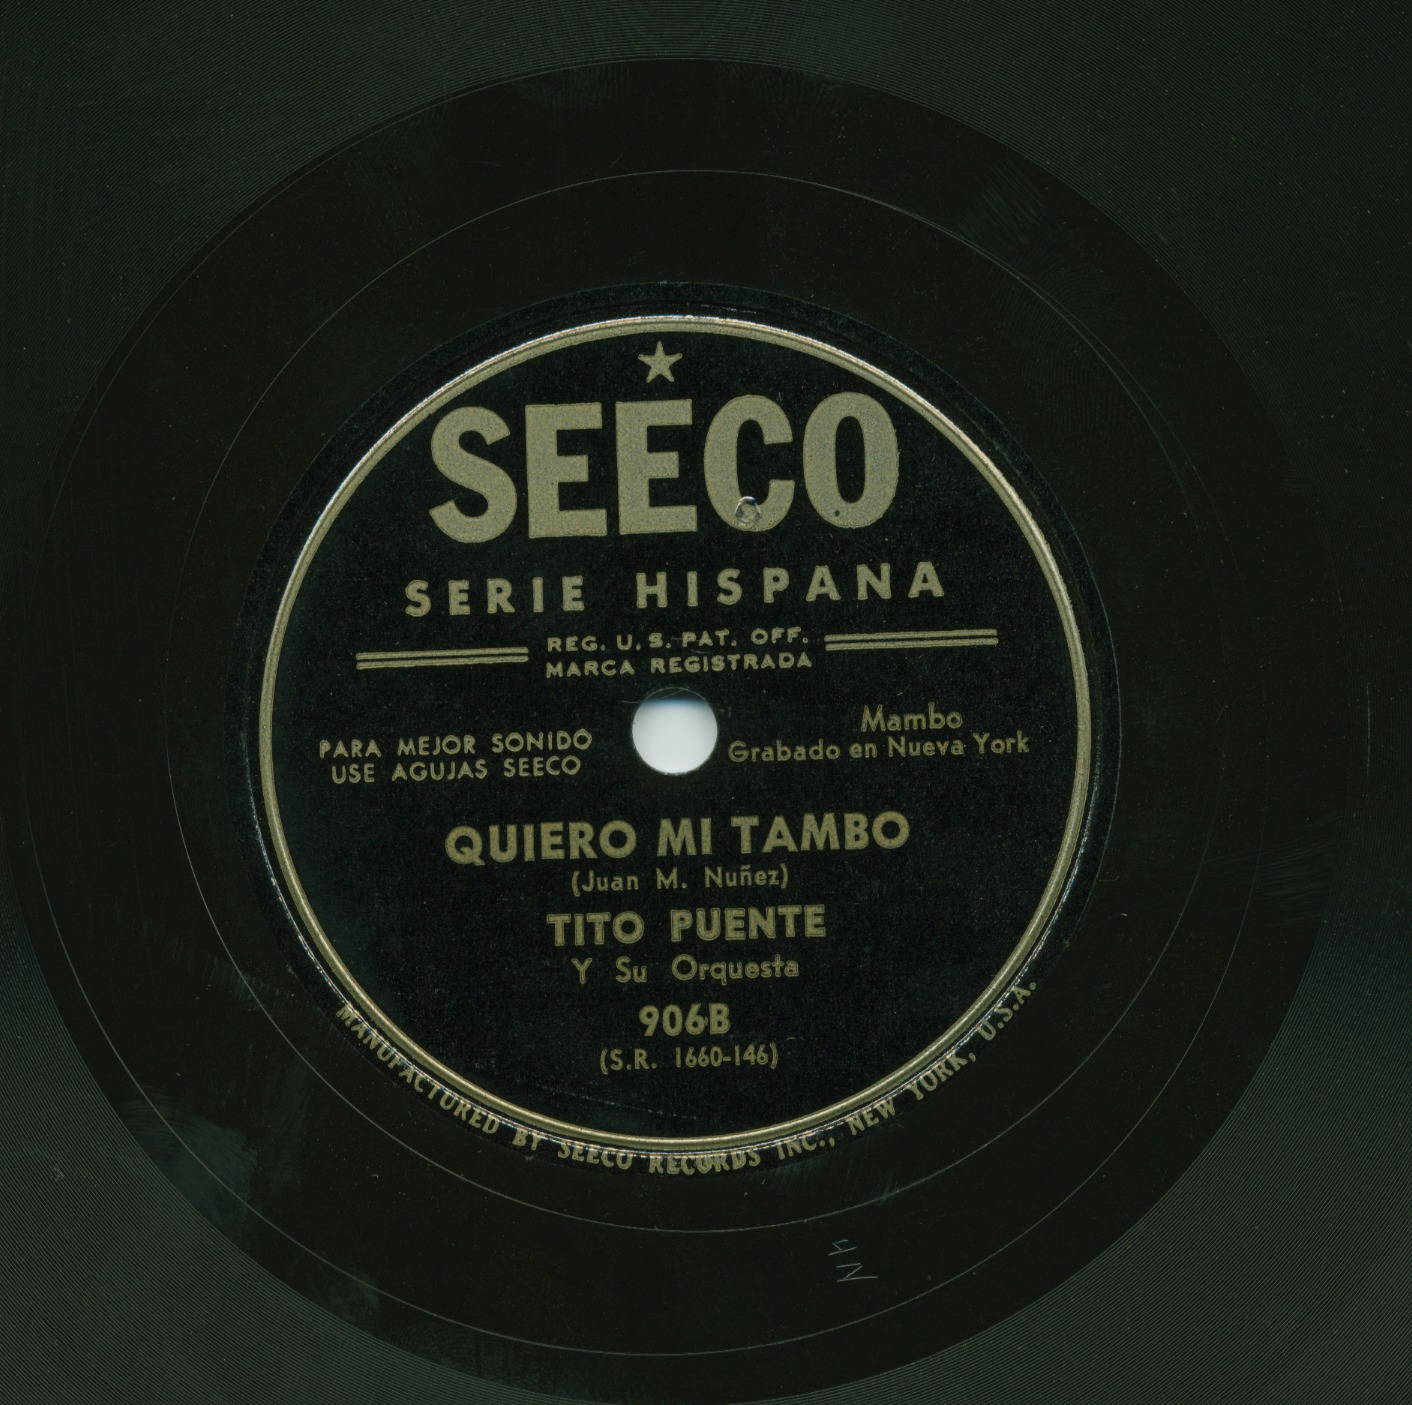 SEECO
SERIE HISPANA
REG. U.S. PAT. OFF.
MARCA REGISTRADA
PARA MEJOR SONIDO
USE AGUJAS SEECO
Mambo
Grabado en Nueva York
QUIERO MI TAMBO
(Juan M. Nuñez)
TITO PUENTE
Y Su Orquesta
906B
(S.R. 1660-146)
MANUFACTURED BY SEECO RECORDS INC., NEW YORK, U.S.A.